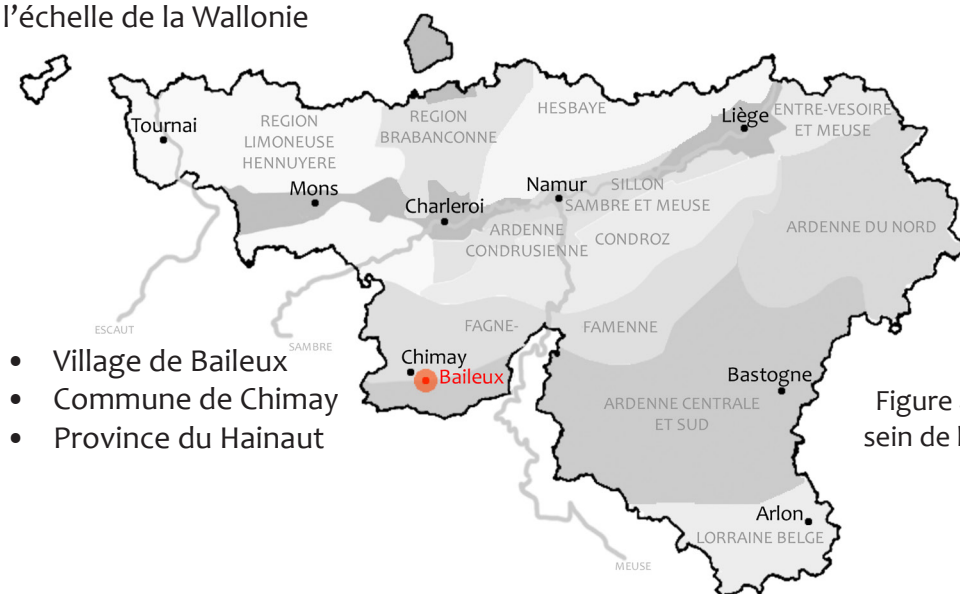 l’échelle de la Wallonie
Tournai
REGION
LIMONEUSE
HENNUYERE
REGION
BRABANCONNE
HESBAYE
Liège
ENTRE-VESOIRE
ET MEUSE
Mons
Charleroi
Namur
SILLON
SAMBRE ET MEUSE
ARDENNE
CONDRUSIENNE
CONDROZ
ARDENNE DU NORD
ESCAUT
SAMBRE
FAGNE-
FAMENNE
Chimay
Baileux
Bastogne
ARDENNE CENTRALE
ET SUD
• Village de Baileux
• Commune de Chimay
• Province du Hainaut
Figure
sein de
Arlon
LORRAINE BELGE
MEUSE